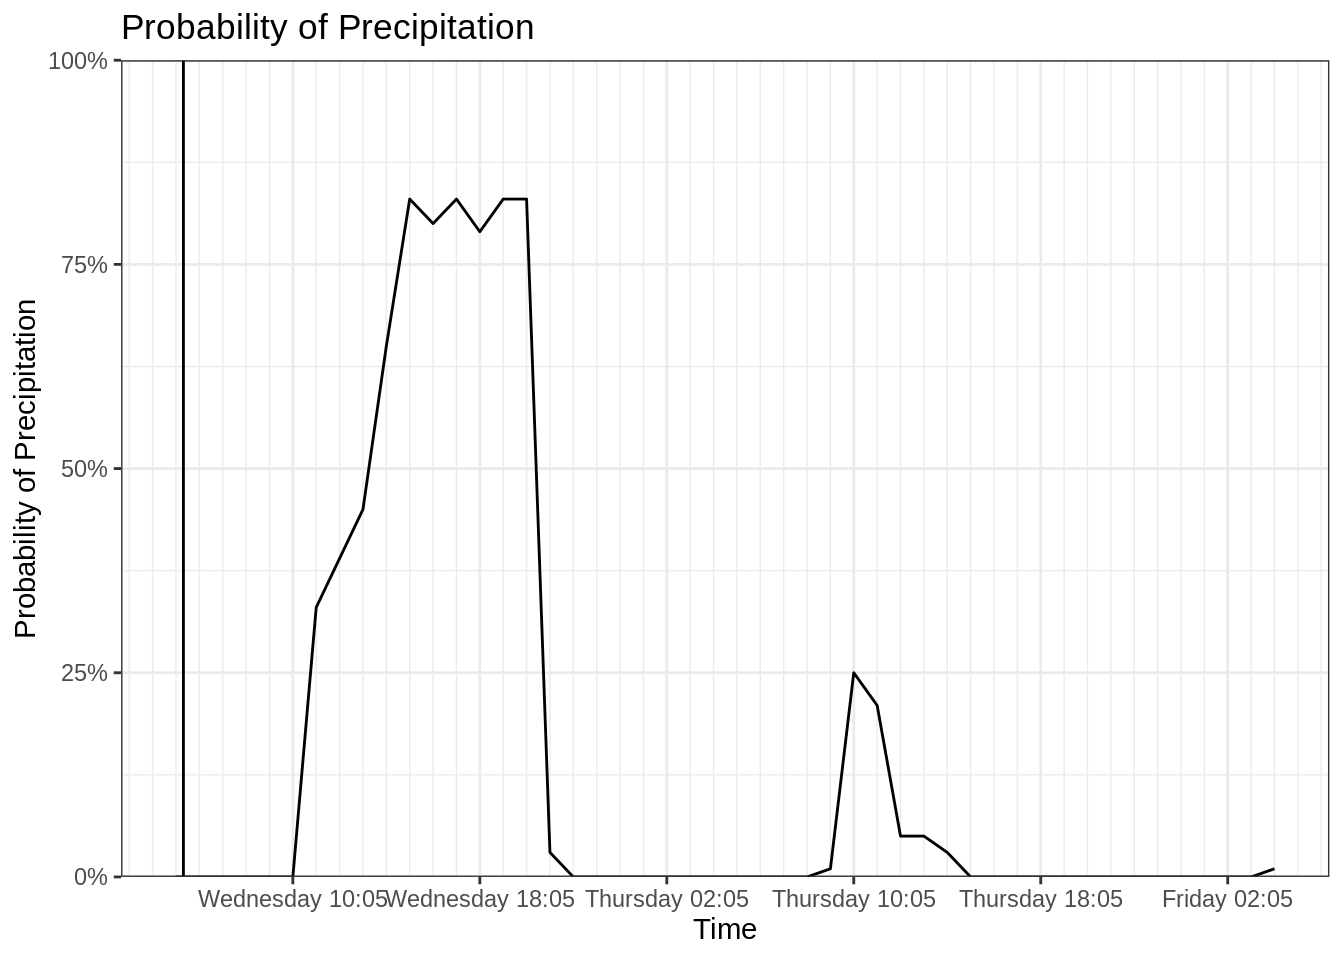 Probability of Precipitation
Probability of Precipitation
100%
75%
50%
25%
0%
Wednesday 10:05 Wednesday 18:05 Thursday 02:05 Thursday 10:05 Thursday 18:05 Friday 02:05
Time